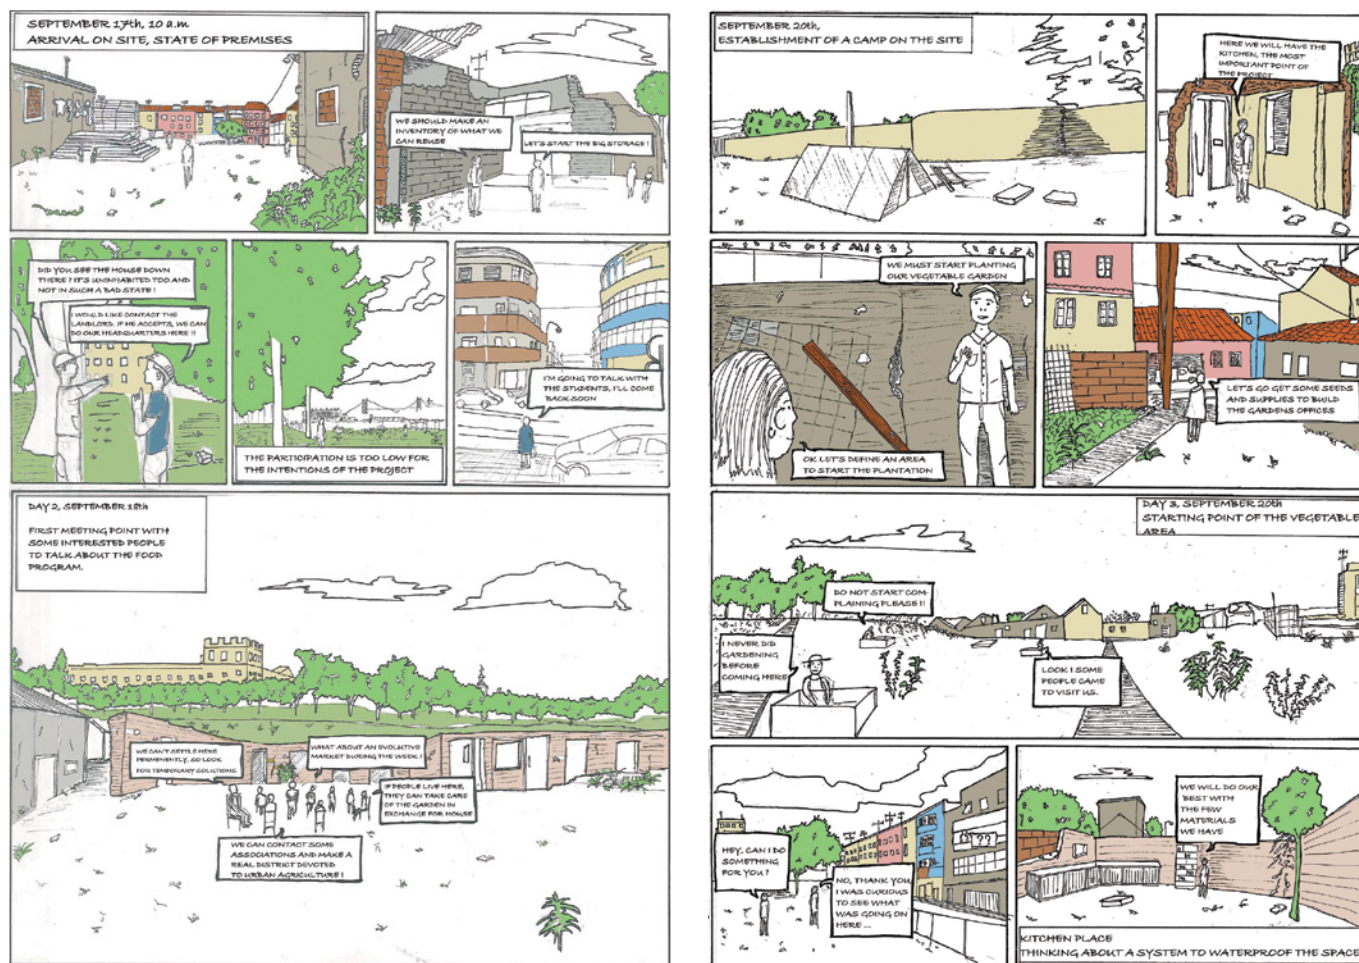 SEPTEMBER 17th, 10 a.m.
ARRIVAL ON SITE, STATE OF PREMISES
WE SHOULD MAKE AN
INVENTORY OF WHAT WE
CAN REUSE
LET'S START THE BIG STORAGE !
DID YOU SEE THE HOUSE DOWN
THERE ? IT'S UNINHABITED TOO AND
NOT IN SUCH A BAD STATE !
I WOULD LIKE CONTACT THE
LANDLORD. IF HE ACCEPTS, WE CAN
DO OUR HEADQUARTERS HERE !!
THE PARTICIPATION IS TOO LOW FOR
THE INTENTIONS OF THE PROJECT
I'M GOING TO TALK WITH
THE STUDENTS, I'LL COME
BACK SOON
DAY 2, SEPTEMBER 18th
FIRST MEETING POINT WITH
SOME INTERESTED PEOPLE
TO TALK ABOUT THE FOOD
PROGRAM.
WE CAN'T SETTLE HERE
PERMENENTLY, SO LOOK
FOR TEMPORARY SOLUTIONS
WHAT ABOUT AN EVOLUTIVE
MARKET DURING THE WEEK !
IF PEOPLE LIVE HERE,
THEY CAN TAKE CARE
OF THE GARDEN IN
EXCHANGE FOR HOUSE
WE CAN CONTACT SOME
ASSOCIATIONS AND MAKE A
REAL DISTRICT DEVOTED
TO URBAN AGRICULTURE !
SEPTEMBER 20th,
ESTABLISHMENT OF A CAMP ON THE SITE
HERE WE WILL HAVE THE
KITCHEN, THE MOST
IMPORTANT POINT OF
THE PROJECT
WE MUST START PLANTING
OUR VEGETABLE GARDEN
OK LET'S DEFINE AN AREA
TO START THE PLANTATION
LET'S GO GET SOME SEEDS
AND SUPPLIES TO BUILD
THE GARDENS OFFICES
DAY 3, SEPTEMBER 20th
STARTING POINT OF THE VEGETABLE
AREA
DO NOT START COM-
PLAINING PLEASE !!
I NEVER DID
GARDENING
BEFORE
COMING HERE
LOOK ! SOME
PEOPLE CAME
TO VISIT US.
HEY, CAN I DO
SOMETHING
FOR YOU ?
NO, THANK YOU
I WAS CURIOUS
TO SEE WHAT
WAS GOING ON
HERE ...
??
WE WILL DO OUR
BEST WITH
THE FEW
MATERIALS
WE HAVE
KITCHEN PLACE
THINKING ABOUT A SYSTEM TO WATERPROOF THE SPACE